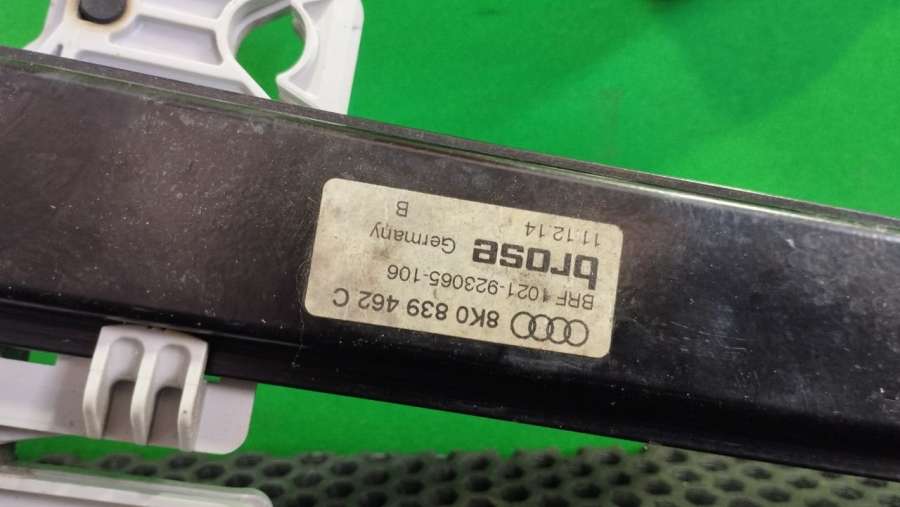 8K0 839 462 C
BRF 1021-923065-106
brose Germany
11.12.14 B